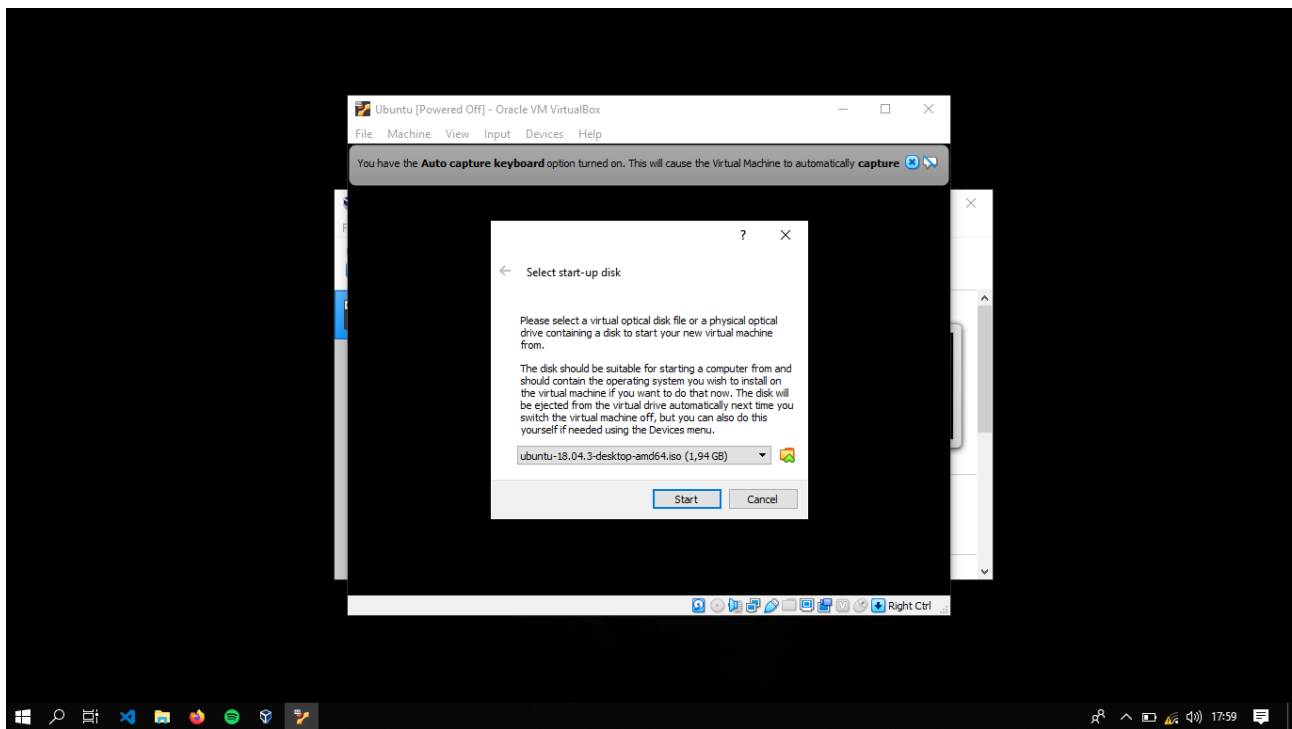 Ubuntu [Powered Off] - Oracle VM VirtualBox
File Machine View Input Devices Help
You have the Auto capture keyboard option turned on. This will cause the Virtual Machine to automatically capture
?
Select start-up disk
Please select a virtual optical disk file or a physical optical
drive containing a disk to start your new virtual machine
from.
The disk should be suitable for starting a computer from and
should contain the operating system you wish to install on
the virtual machine if you want to do that now. The disk will
be ejected from the virtual drive automatically next time you
switch the virtual machine off, but you can also do this
yourself if needed using the Devices menu.
ubuntu-18.04.3-desktop-amd64.iso (1,94 GB)
Start Cancel
Right Ctrl
17:59